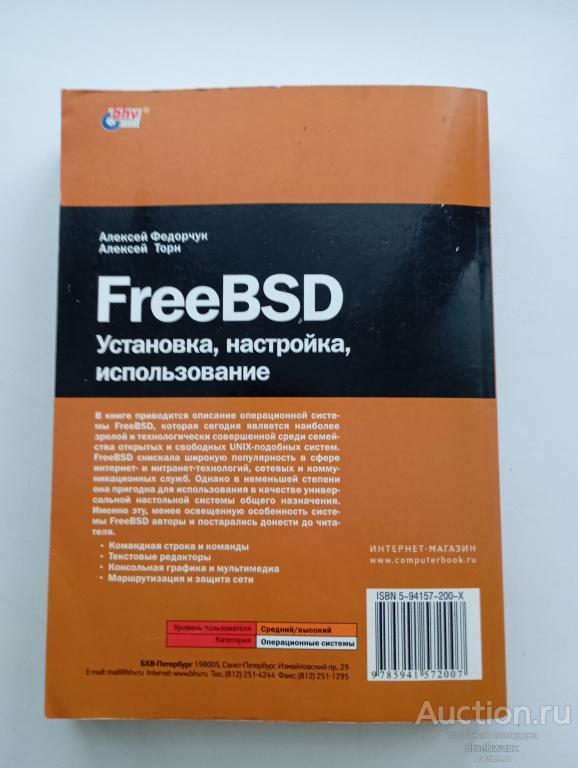 bhv®
Алексей Федорчук
Алексей Торн
FreeBSD
Установка, настройка,
использование
В книге приводится описание операционной систе-
мы FreeBSD, которая сегодня является наиболее
зрелой и технологически совершенной среди семей-
ства открытых и свободных UNIX-подобных систем.
FreeBSD снискала широкую популярность в сфере
интернет- и интранет-технологий, сетевых и комму-
никационных служб. Однако в неменьшей степени
она пригодна для использования в качестве универ-
сальной настольной системы общего назначения.
Именно эту, менее освещенную особенность систе-
мы FreeBSD авторы и постарались донести до чита-
теля.
• Командная строка и команды
• Текстовые редакторы
• Консольная графика и мультимедиа
• Маршрутизация и защита сети
ИНТЕРНЕТ-МАГАЗИН
www.computerbook.ru
ISBN 5-94157-200-X
9 785941 572007
Уровень пользователя Средний/высокий
Категория Операционные системы
БХВ-Петербург 198005, Санкт-Петербург, Измайловский пр., 29
E-mail: mail@bhv.ru Internet: www.bhv.ru Тел.: (812) 251-4244 Факс: (812) 251-1295
Auction.ru
торговая площадка
drsehwanz
auction.ru